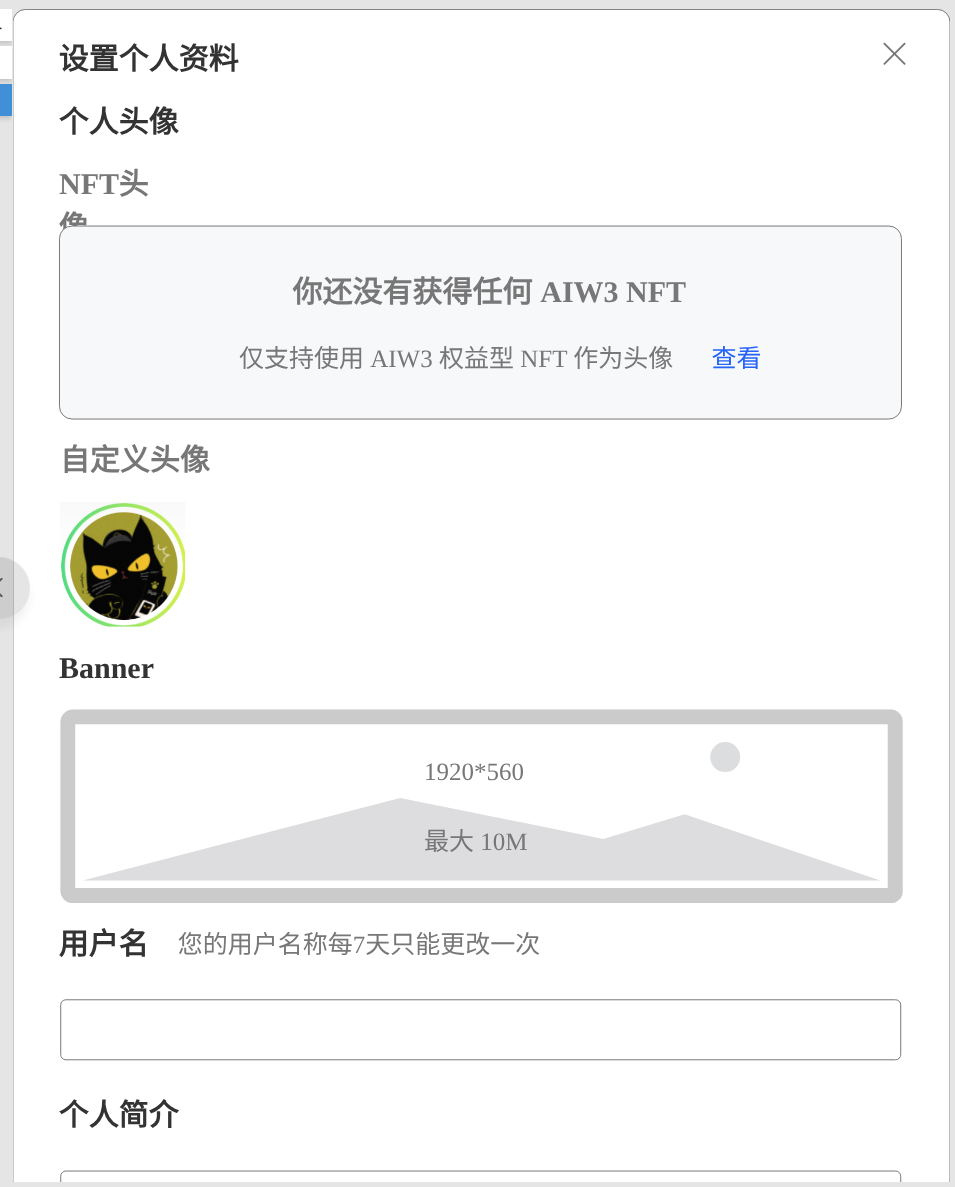 设置个人资料
个人头像
NFT头
像
你还没有获得任何 AIW3 NFT
仅支持使用 AIW3 权益型 NFT 作为头像 查看
自定义头像
Banner
1920*560
最大 10M
用户名 您的用户名称每7天只能更改一次
个人简介